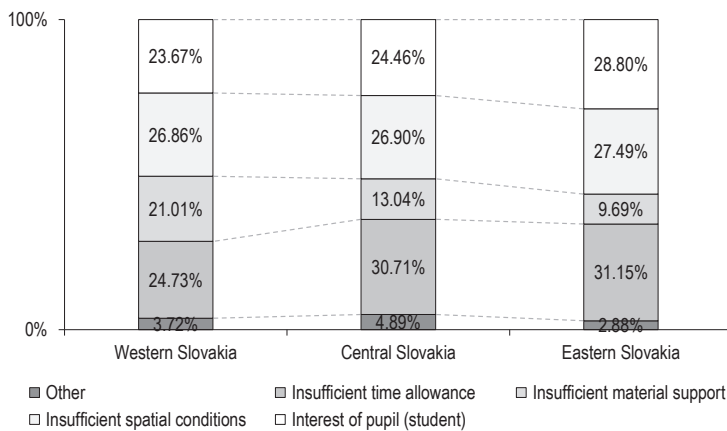 100%
23.67% 24.46% 28.80%
26.86% 26.90% 27.49%
21.01% 13.04% 9.69%
24.73% 30.71% 31.15%
3.72% 4.89% 2.88%
0%
Western Slovakia Central Slovakia Eastern Slovakia
Other Insufficient time allowance Insufficient material support
Insufficient spatial conditions Interest of pupil (student)